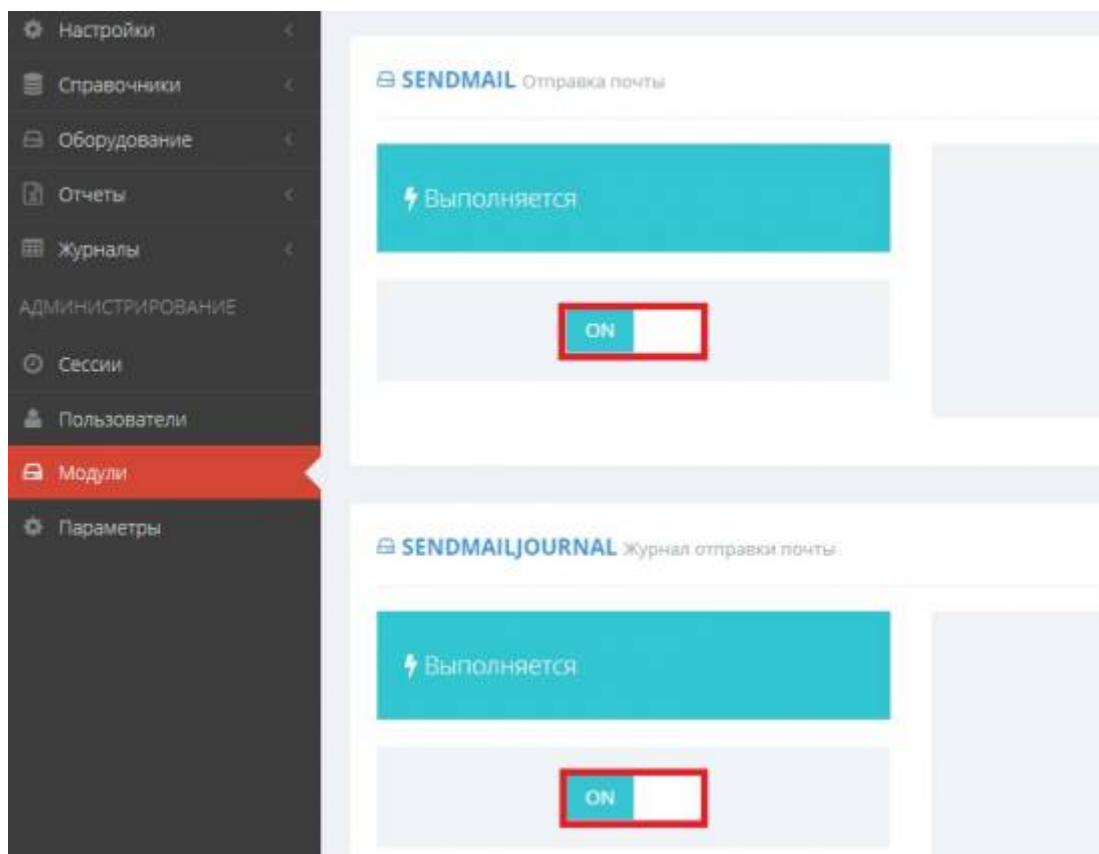 Настройки
Справочники
Оборудование
Отчеты
Журналы
АДМИНИСТРИРОВАНИЕ
Сессии
Пользователи
Модули
Параметры
SENDMAIL Отправка почты
Выполняется
ON
SENDMAILJOURNAL Журнал отправки почты
Выполняется
ON